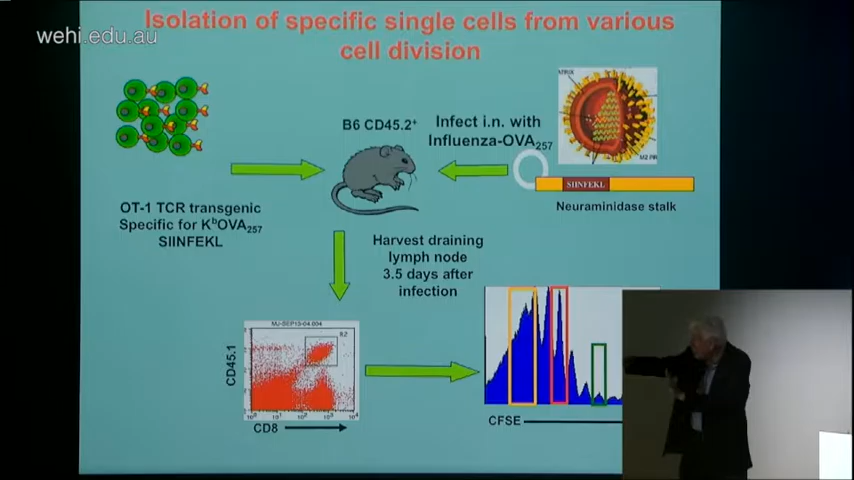 Isolation of specific single cells from various
cell division
wehi.edu.au
B6 CD45.2⁺
Infect i.n. with
Influenza-OVA₂₅₇
SIINFEKL
Neuraminidase stalk
OT-1 TCR transgenic
Specific for KᵇOVA₂₅₇
SIINFEKL
Harvest draining
lymph node
3.5 days after
infection
R2
CD45.1
CD8
CFSE